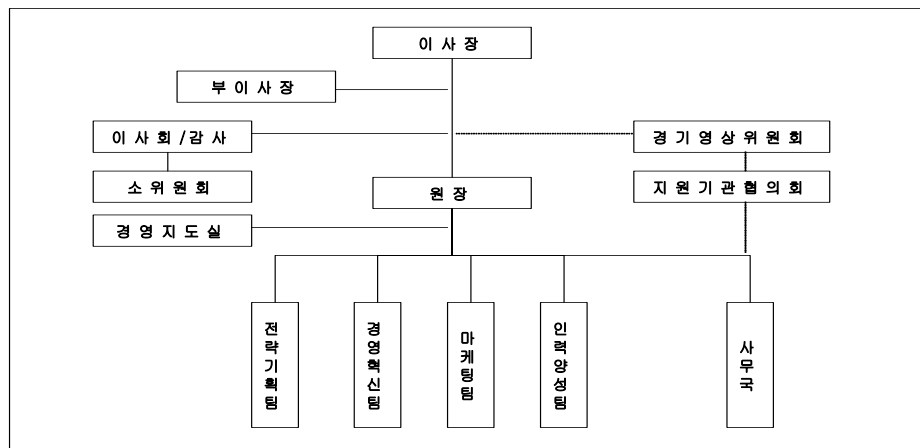 이사장
부이사장
이사회/감사
경기영상위원회
소위원회
원장
지원기관협의회
경영지도실
전략기획팀
경영혁신팀
마케팅팀
인력양성팀
사무국